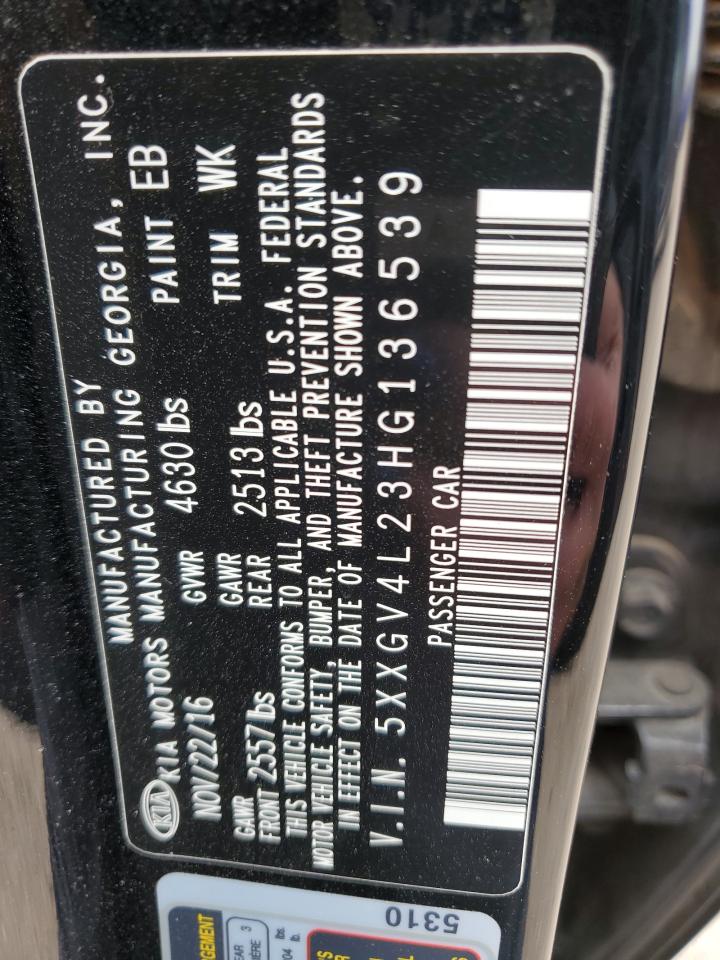 MANUFACTURED BY
KIA KIA MOTORS MANUFACTURING GEORGIA, INC.
NOV/22/16 GVWR 4630 lbs PAINT EB
GAWR FRONT 2557 lbs GAWR REAR 2513 lbs TRIM WK
THIS VEHICLE CONFORMS TO ALL APPLICABLE U.S.A. FEDERAL
MOTOR VEHICLE SAFETY, BUMPER, AND THEFT PREVENTION STANDARDS
IN EFFECT ON THE DATE OF MANUFACTURE SHOWN ABOVE.
V.I.N. 5XXGV4L23HG136539
PASSENGER CAR
5310